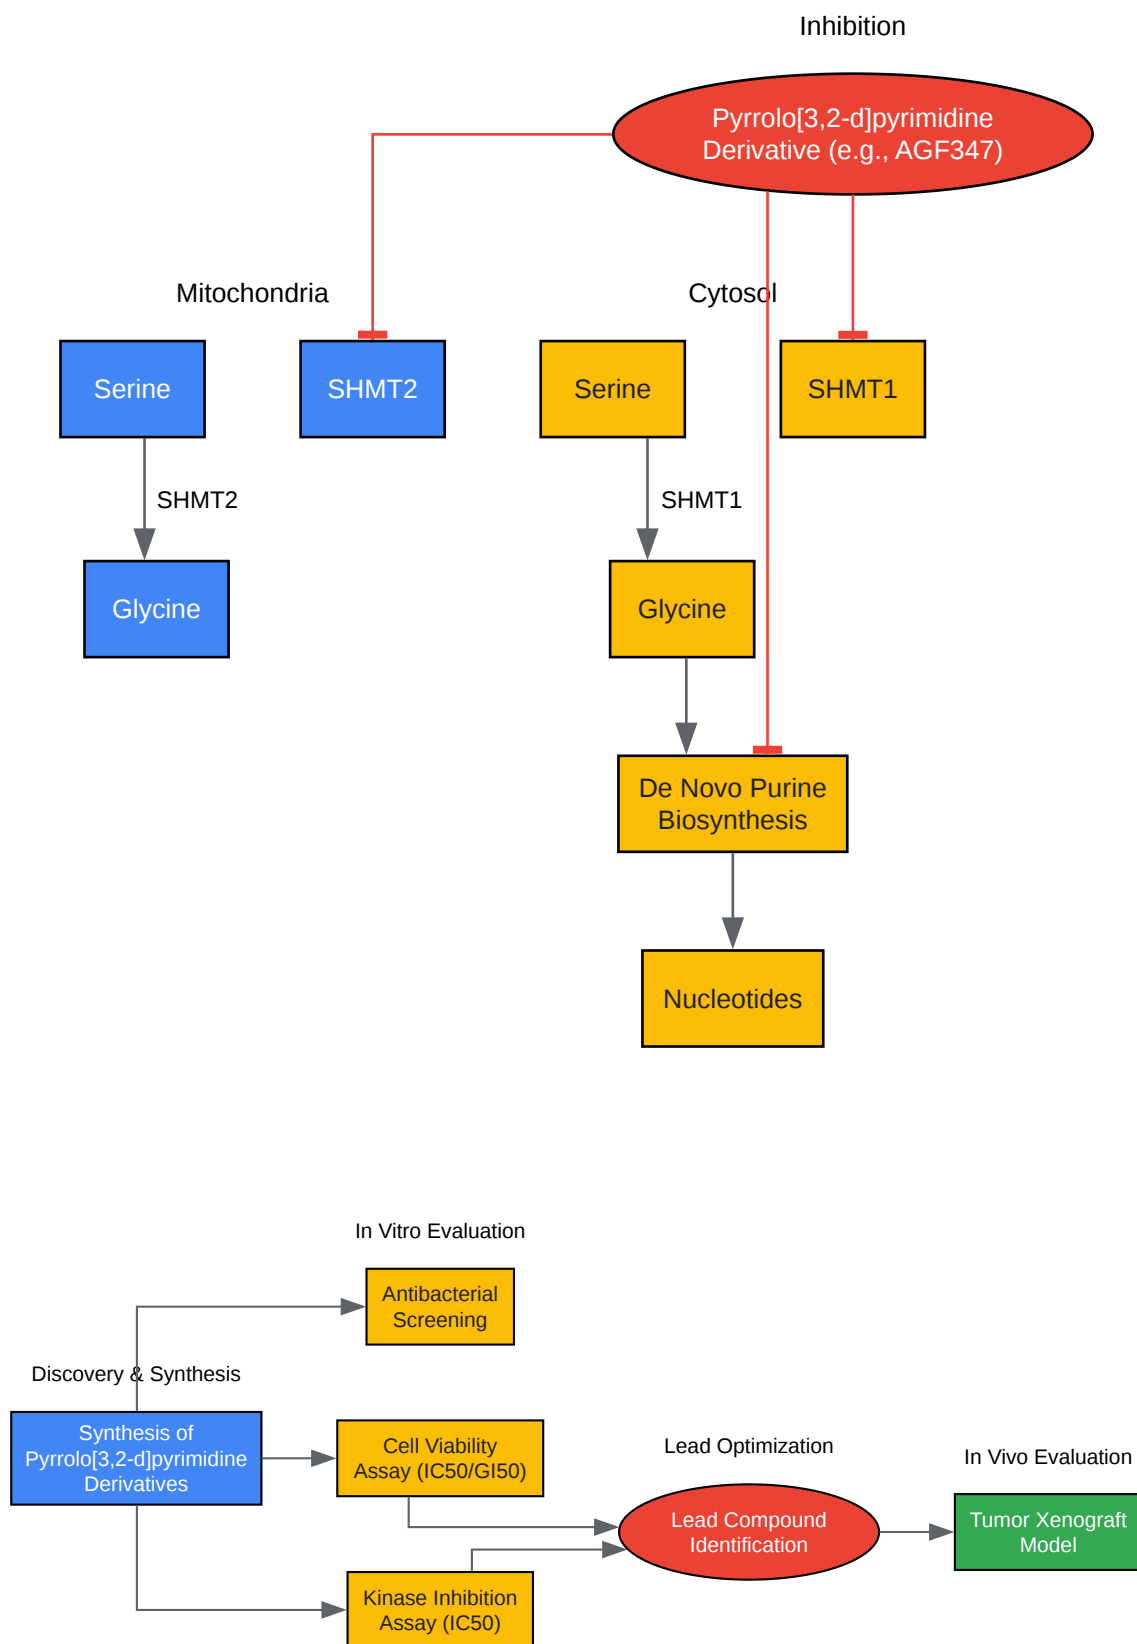 Inhibition
Pyrrolo[3,2-d]pyrimidine
Derivative (e.g., AGF347)
Mitochondria
Cytosol
Serine
SHMT2
Serine
SHMT1
SHMT2
SHMT1
Glycine
Glycine
De Novo Purine
Biosynthesis
Nucleotides
In Vitro Evaluation
Antibacterial
Screening
Discovery & Synthesis
Synthesis of
Pyrrolo[3,2-d]pyrimidine
Derivatives
Cell Viability
Assay (IC50/GI50)
Lead Optimization
In Vivo Evaluation
Lead Compound
Identification
Tumor Xenograft
Model
Kinase Inhibition
Assay (IC50)